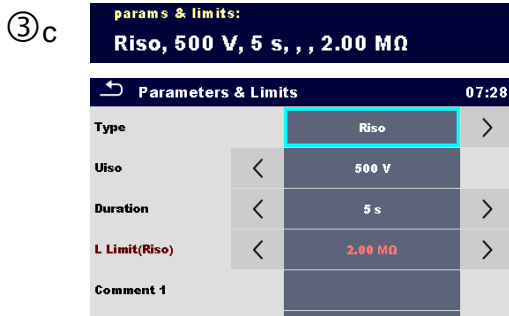 ③c
params & limits:
Riso, 500 V, 5 s, , , 2.00 MΩ
Parameters & Limits 07:28
Type Riso >
Uiso < 500 V
Duration < 5 s >
L Limit(Riso) < 2.00 MΩ >
Comment 1